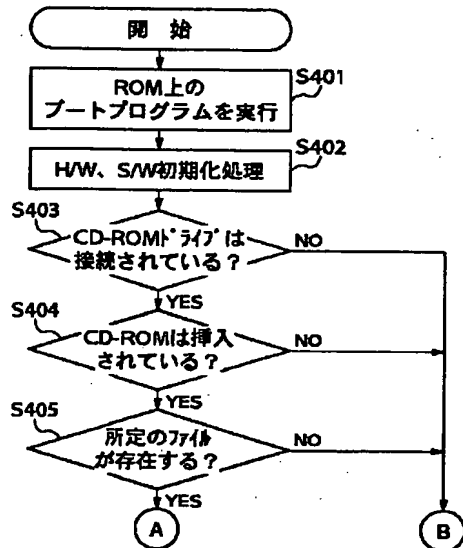 開 始
S401
ROM上の
ブートプログラムを実行
S402
H/W、S/W初期化処理
S403
CD-ROMﾄﾞﾗｲﾌﾞは
接続されている？
NO
YES
S404
CD-ROMは挿入
されている？
NO
YES
S405
所定のﾌｧｲﾙ
が存在する？
NO
YES
A
B